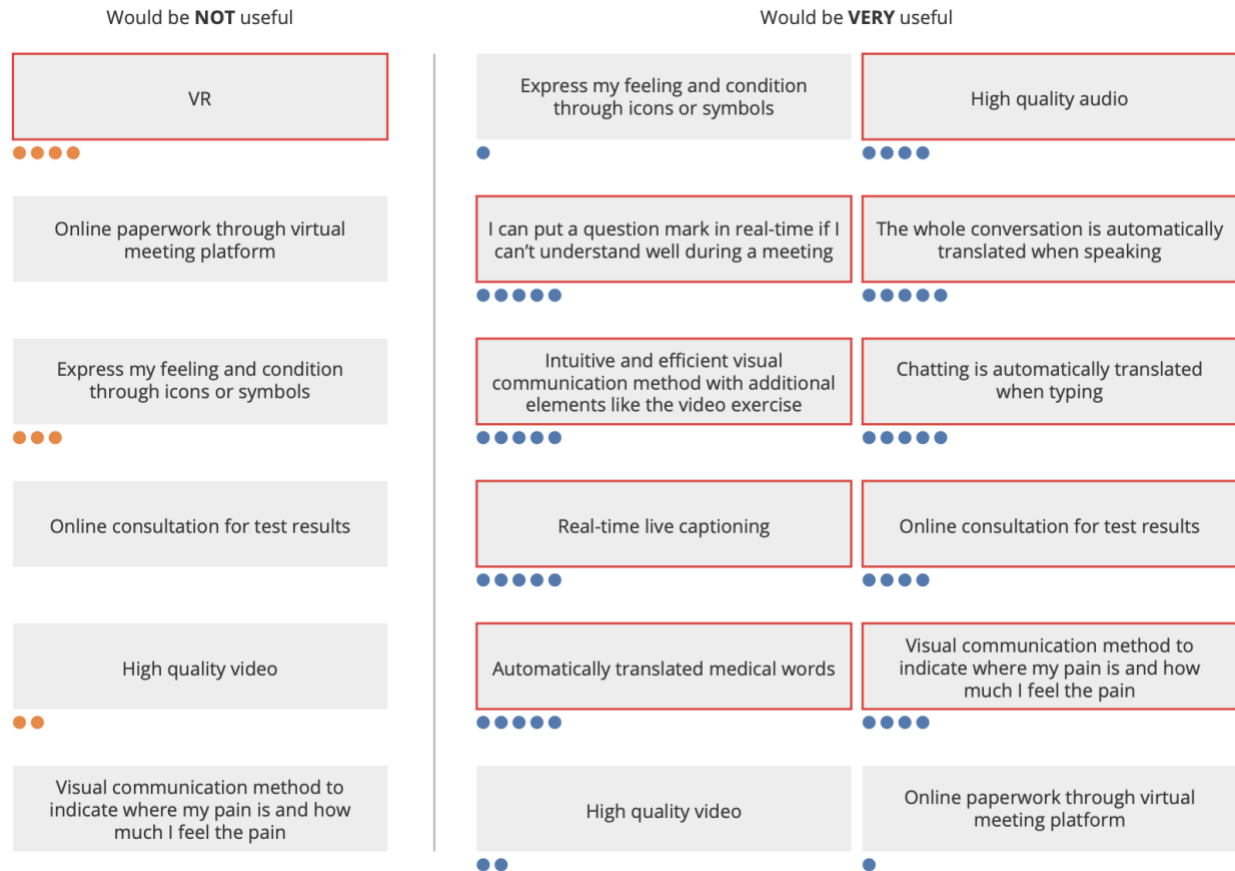 Would be NOT useful
Would be VERY useful
VR
Express my feeling and condition
through icons or symbols
High quality audio
Online paperwork through virtual
meeting platform
I can put a question mark in real-time if I
can't understand well during a meeting
The whole conversation is automatically
translated when speaking
Express my feeling and condition
through icons or symbols
Intuitive and efficient visual
communication method with additional
elements like the video exercise
Chatting is automatically translated
when typing
Online consultation for test results
Real-time live captioning
Online consultation for test results
High quality video
Automatically translated medical words
Visual communication method to
indicate where my pain is and how
much I feel the pain
Visual communication method to
indicate where my pain is and how
much I feel the pain
High quality video
Online paperwork through virtual
meeting platform